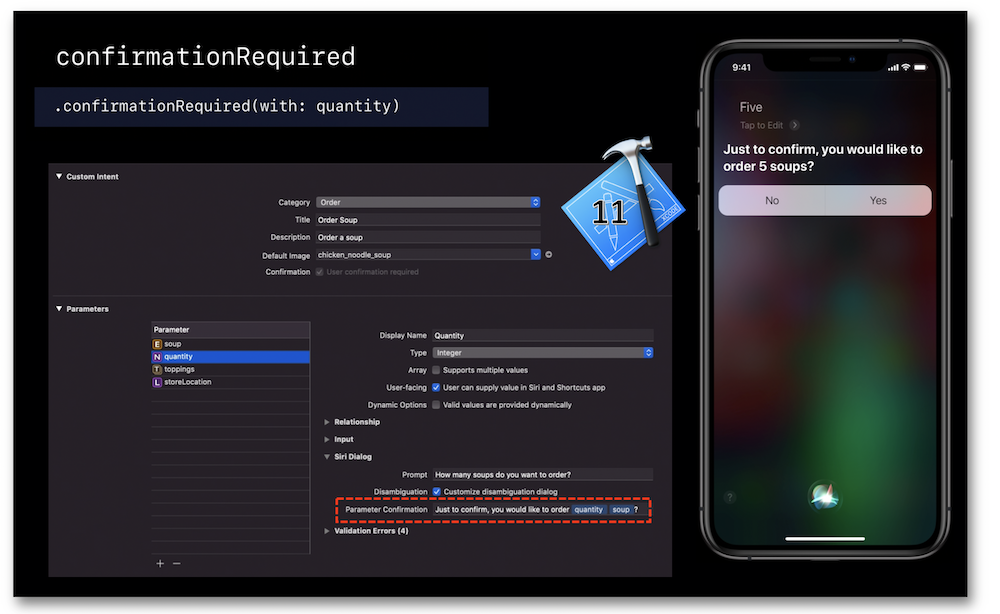 confirmationRequired
.confirmationRequired(with: quantity)
Custom Intent
Category Order
Title Order Soup
Description Order a soup
Default Image chicken_noodle_soup
Confirmation User confirmation required
Parameters
Parameter
E soup
N quantity
T toppings
L storeLocation
Display Name Quantity
Type Integer
Array Supports multiple values
User-facing User can supply value in Siri and Shortcuts app
Dynamic Options Valid values are provided dynamically
Relationship
Input
Siri Dialog
Prompt How many soups do you want to order?
Disambiguation Customize disambiguation dialog
Parameter Confirmation Just to confirm, you would like to order quantity soup ?
Validation Errors (4)
+ −
11
XCODE
9:41
Five
Tap to Edit
Just to confirm, you would like to
order 5 soups?
No Yes
?